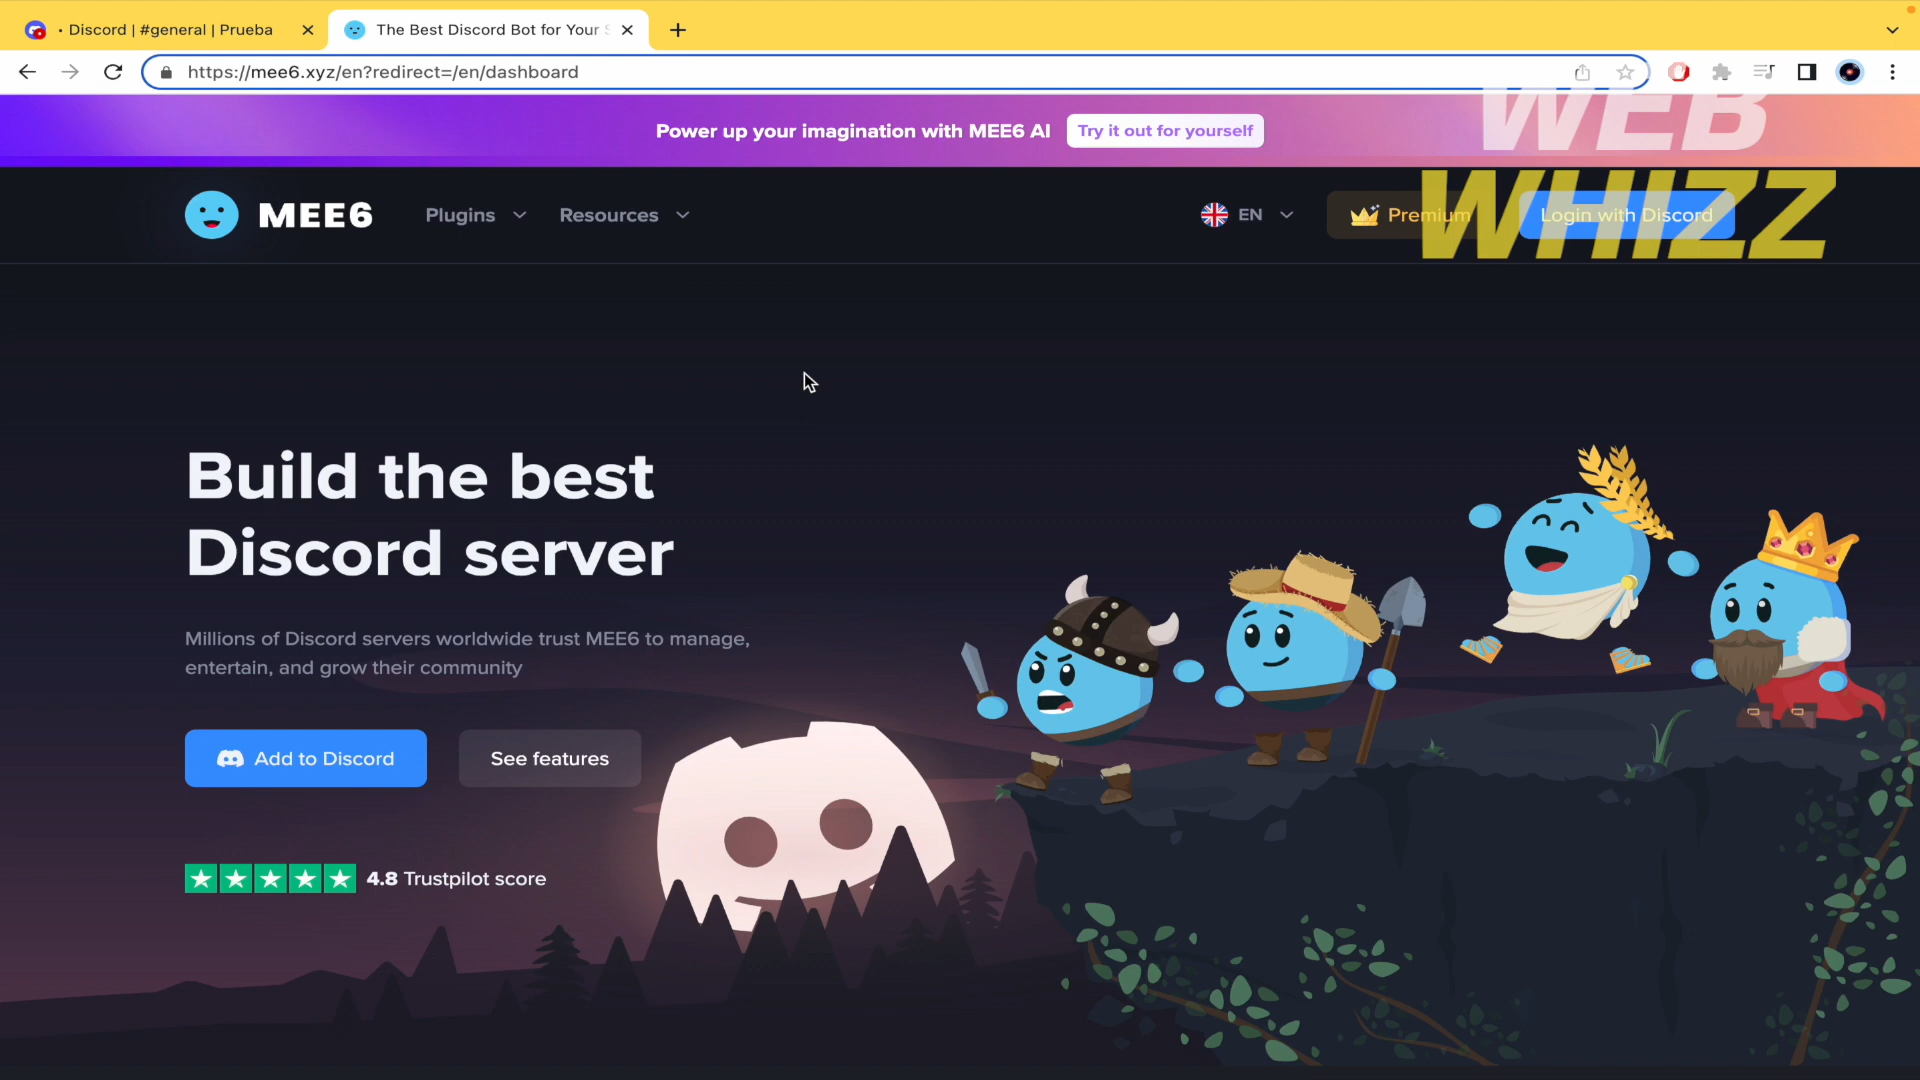 • Discord | #general | Prueba
The Best Discord Bot for Your S
https://mee6.xyz/en?redirect=/en/dashboard
Power up your imagination with MEE6 AI
Try it out for yourself
WEB
WHIZZ
MEE6
Plugins
Resources
EN
Premium
Login with Discord
Build the best
Discord server
Millions of Discord servers worldwide trust MEE6 to manage,
entertain, and grow their community
Add to Discord
See features
4.8 Trustpilot score